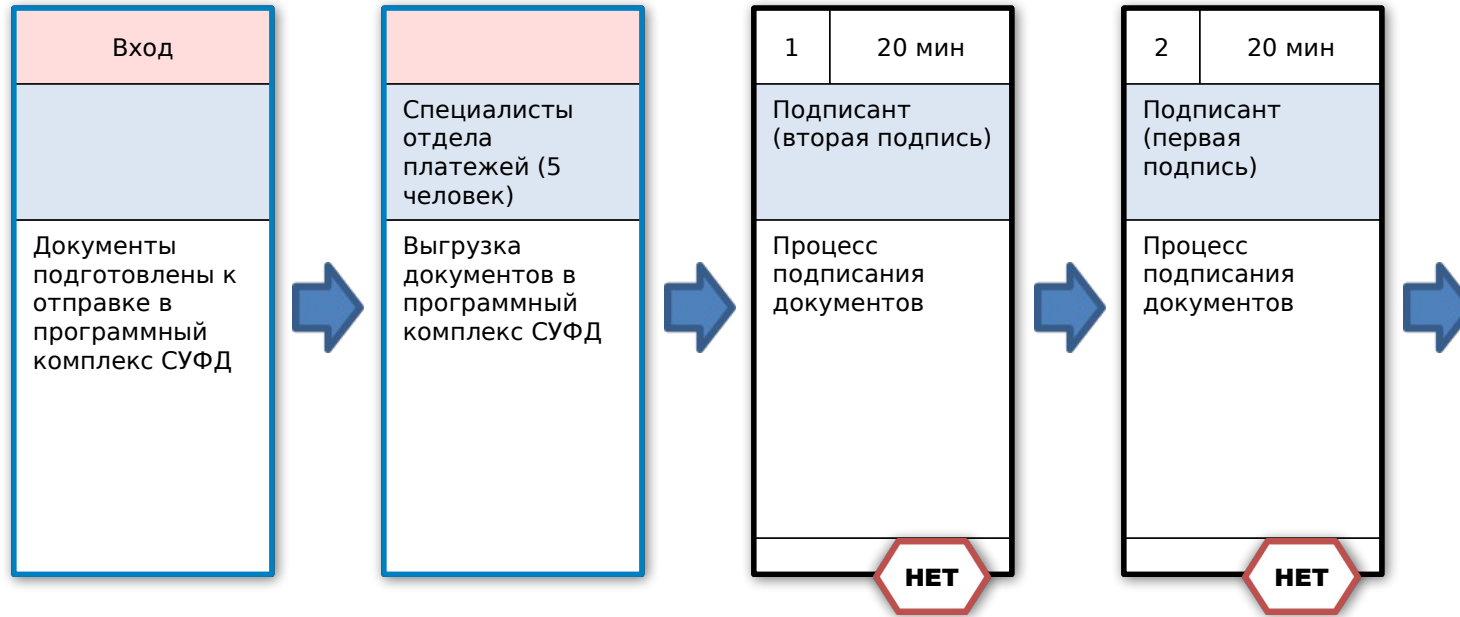 Вход
Документы
подготовлены к
отправке в
программный
комплекс СУФД
Специалисты
отдела
платежей (5
человек)
Выгрузка
документов в
программный
комплекс СУФД
1 20 мин
Подписант
(вторая подпись)
Процесс
подписания
документов
НЕТ
2 20 мин
Подписант
(первая
подпись)
Процесс
подписания
документов
НЕТ